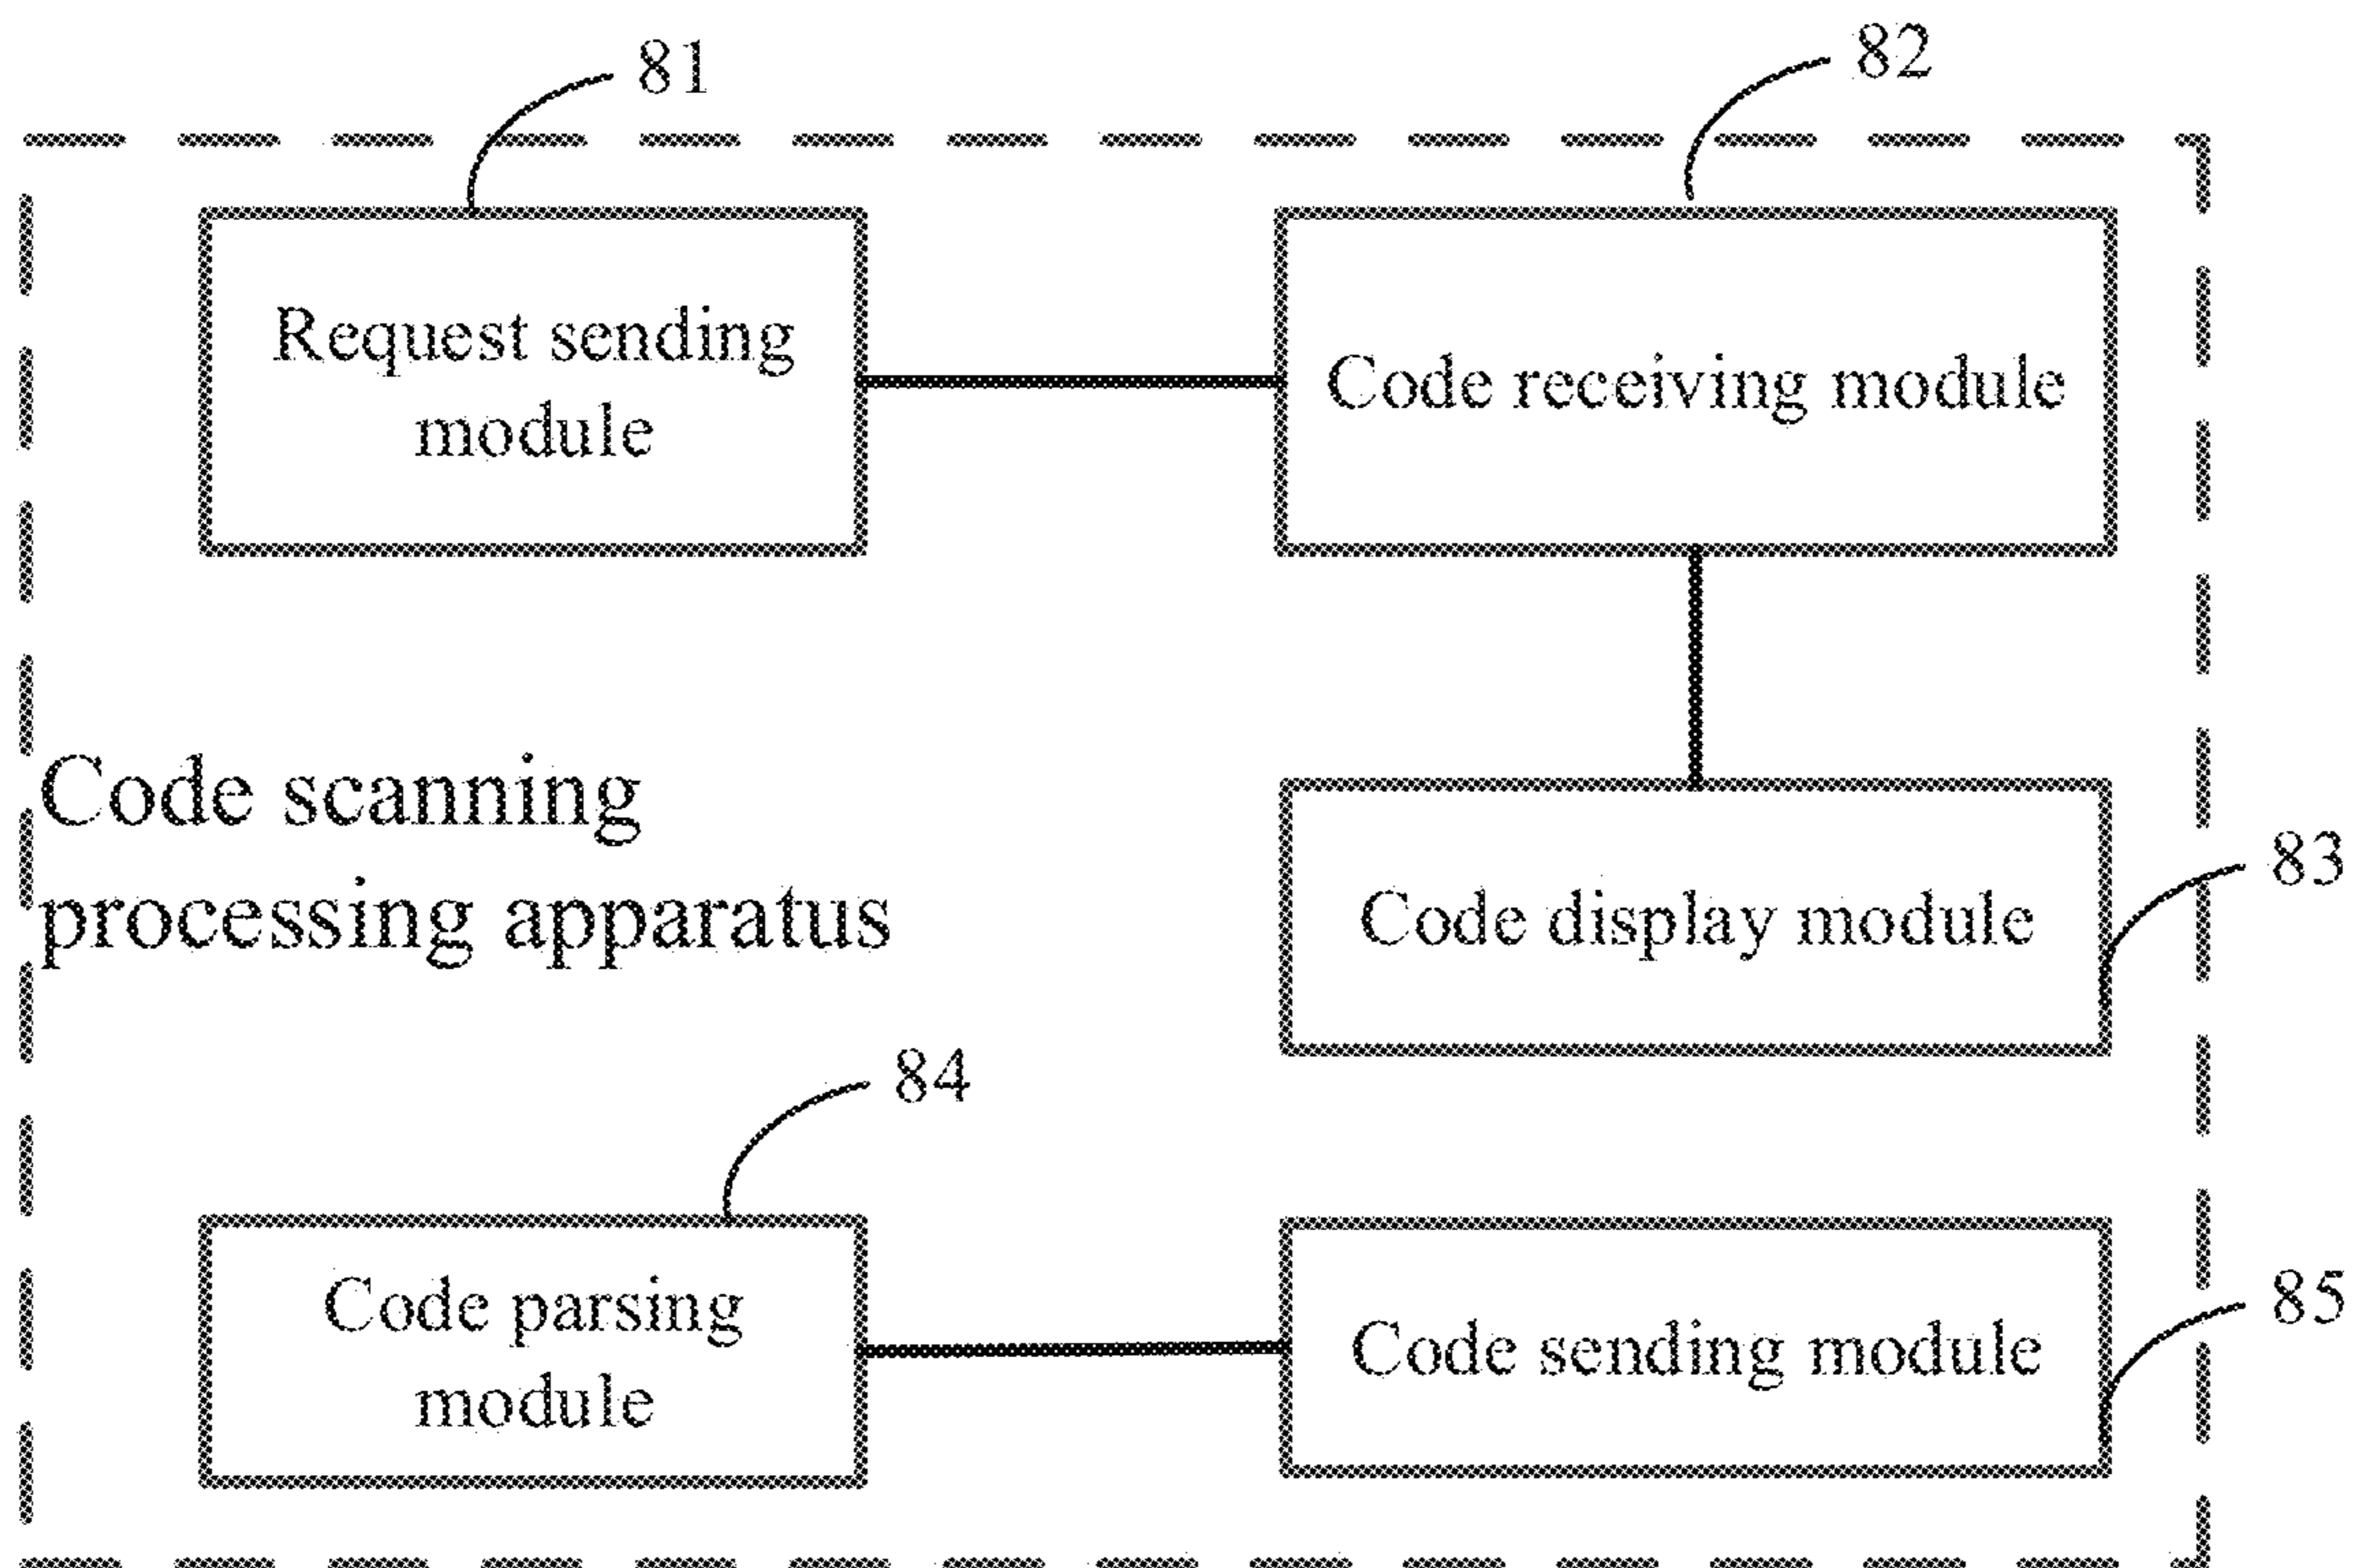 81
82
Request sending
module
Code receiving module
Code scanning
processing apparatus
83
Code display module
84
Code parsing
module
Code sending module
85